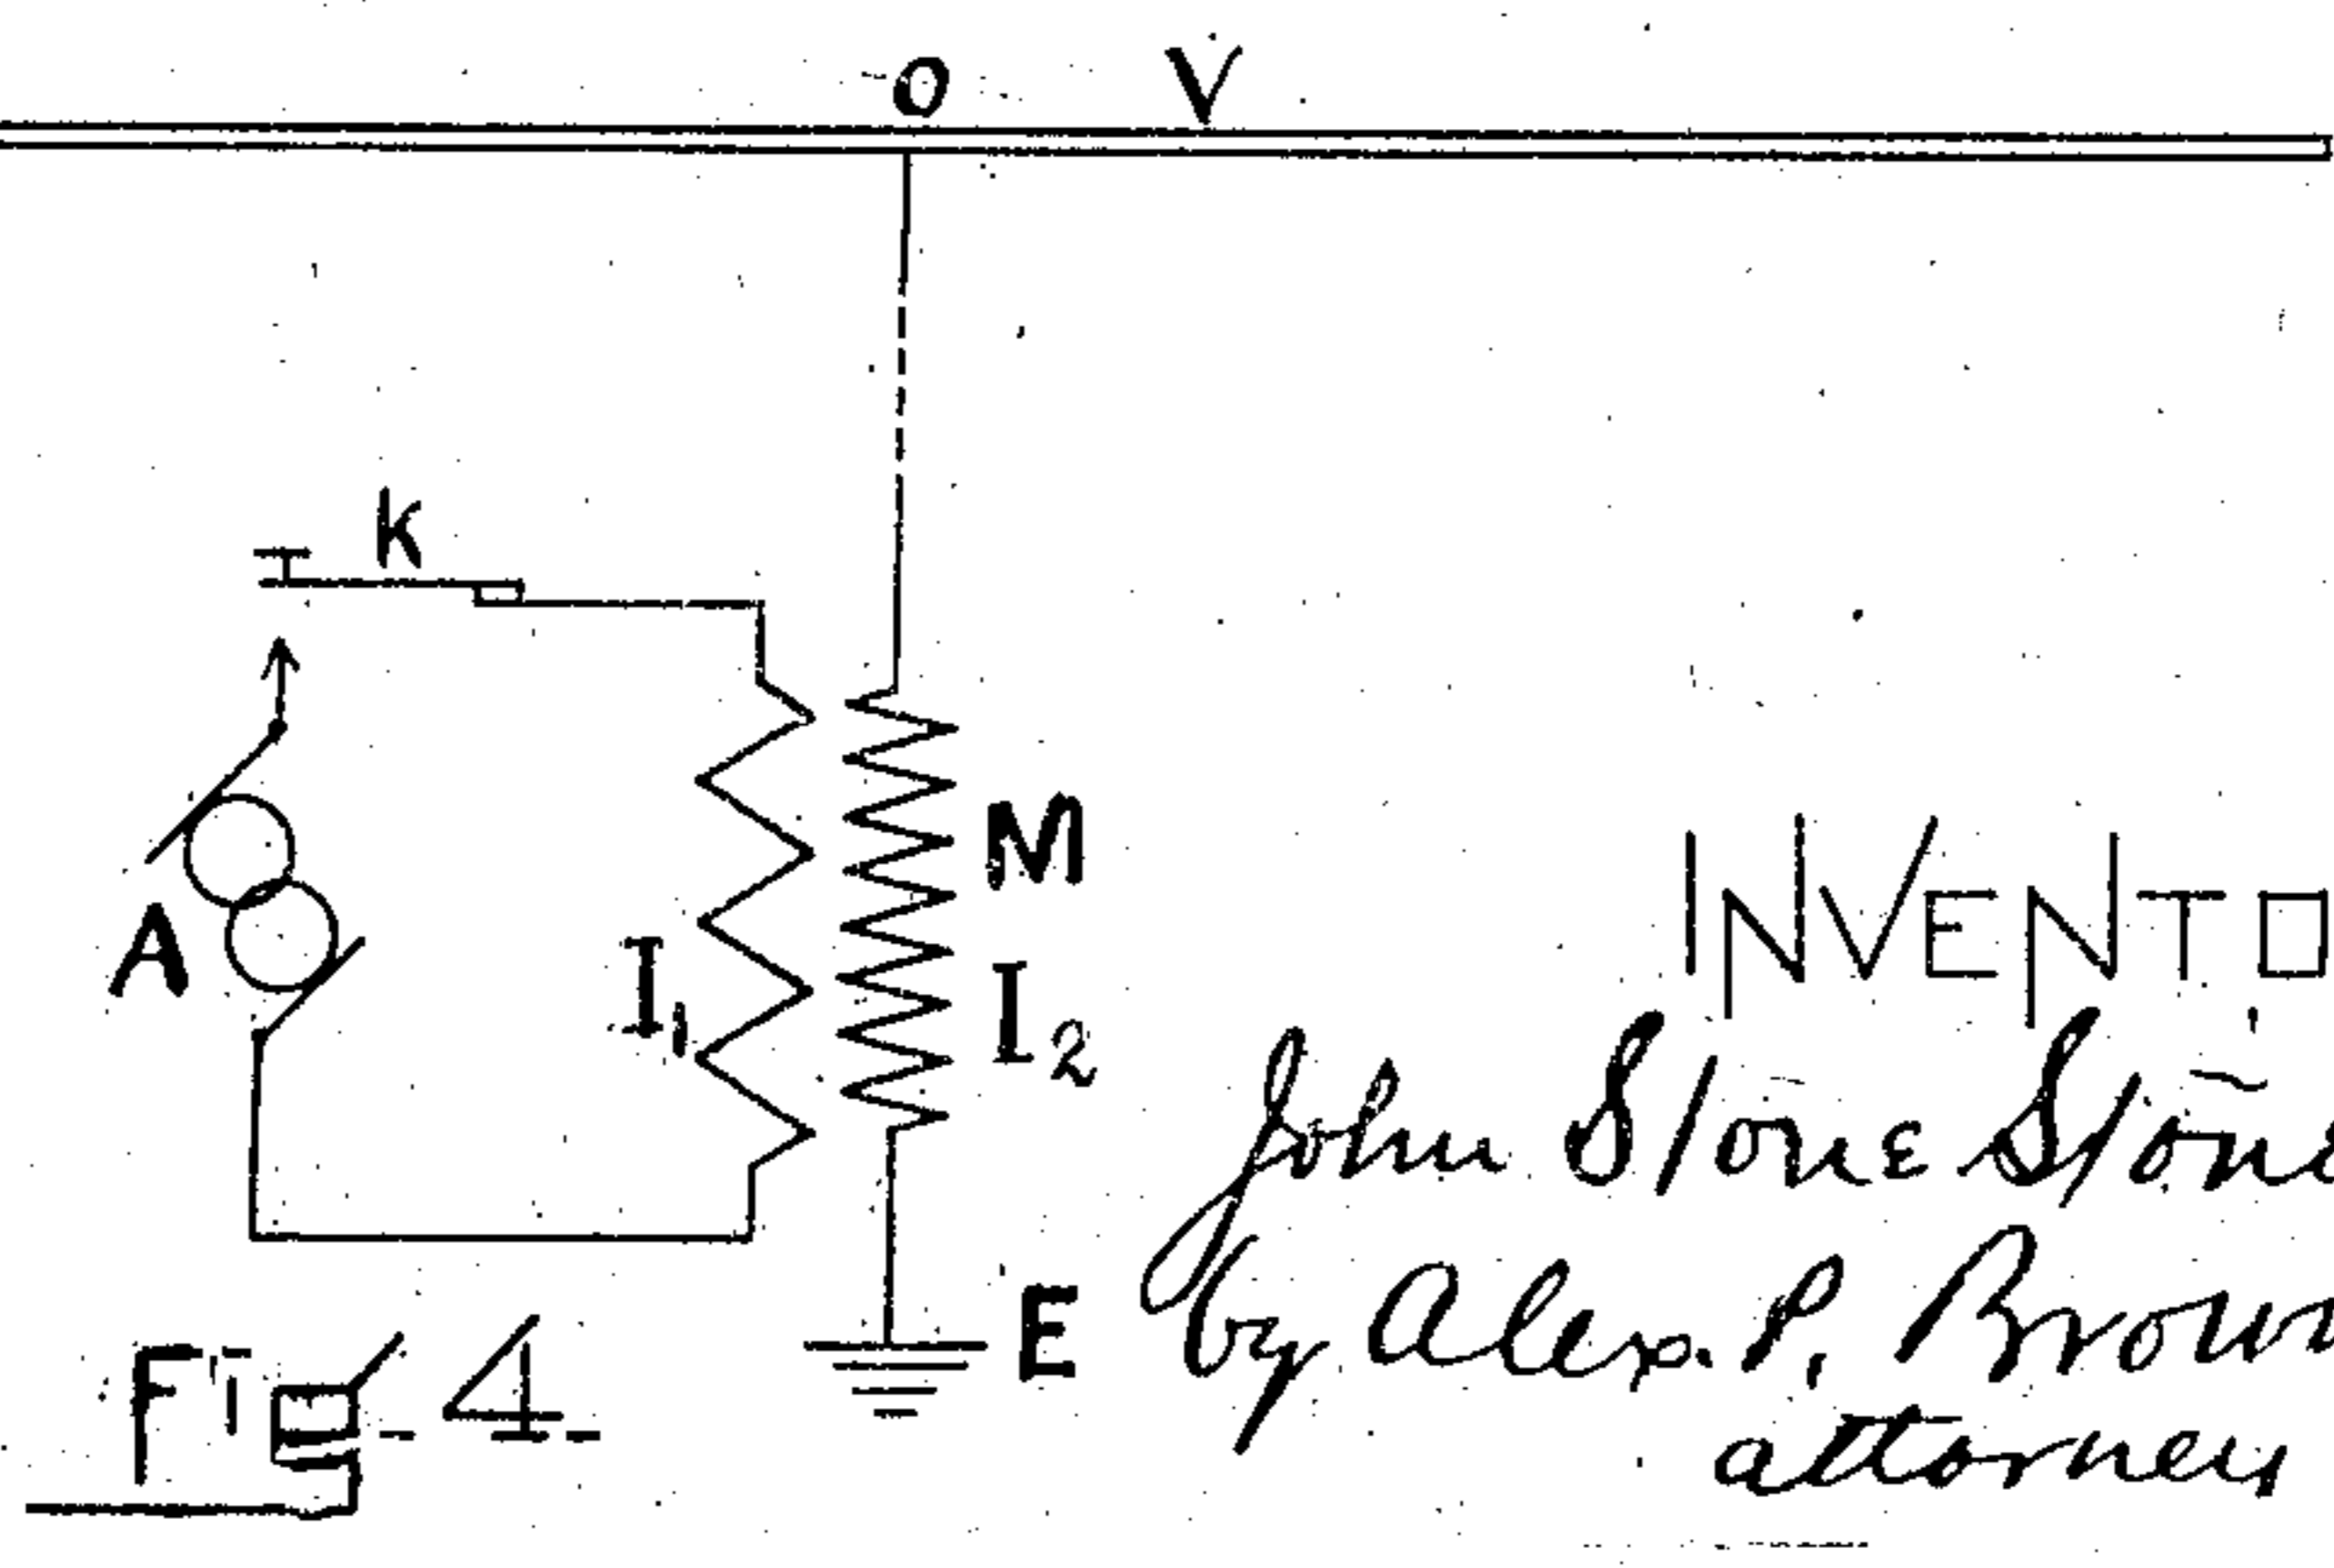 O V
K
M
A
I1 I2
INVENTO
John Stone Stone
by Alex. P. Brown
attorney
E
Fig. 4.